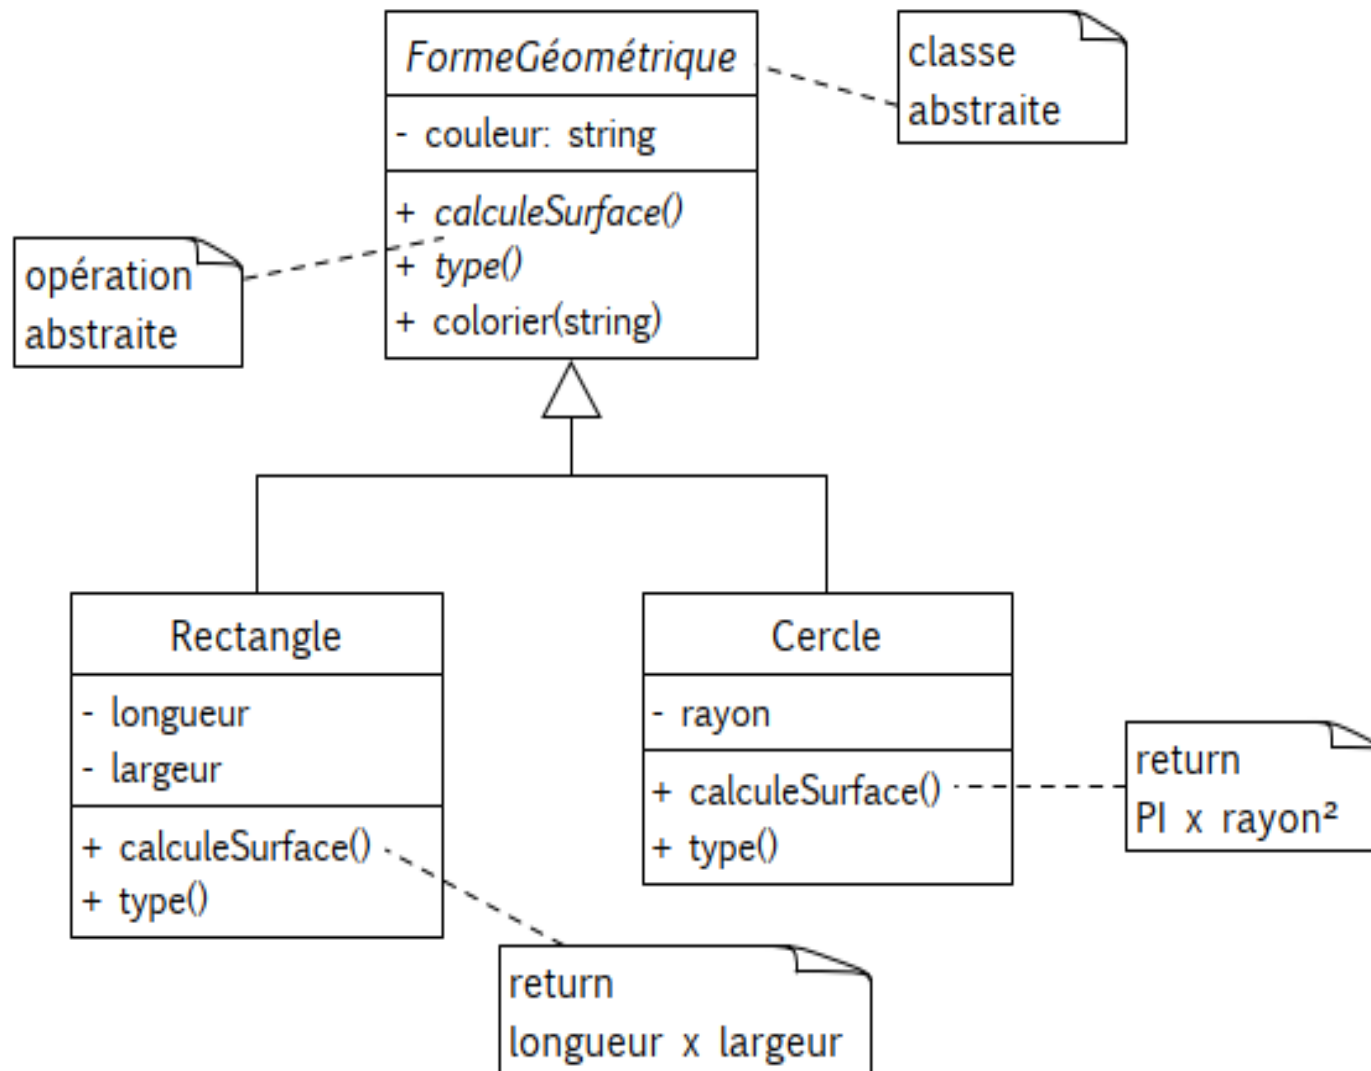 FormeGéométrique
- couleur: string
+ calculeSurface()
+ type()
+ colorier(string)
classe
abstraite
opération
abstraite
Rectangle
- longueur
- largeur
+ calculeSurface()
+ type()
Cercle
- rayon
+ calculeSurface()
+ type()
return
PI x rayon²
return
longueur x largeur